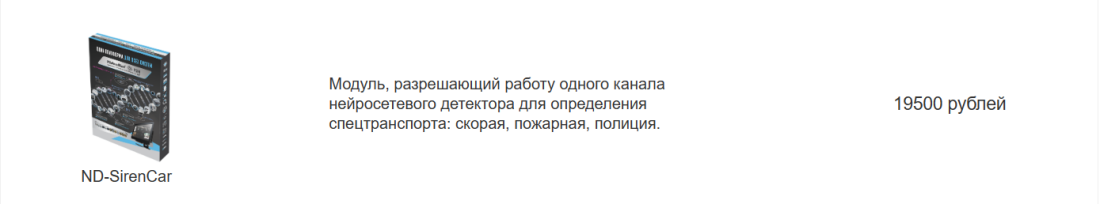 Модуль, разрешающий работу одного канала
нейросетевого детектора для определения
спецтранспорта: скорая, пожарная, полиция.
19500 рублей
ND-SirenCar